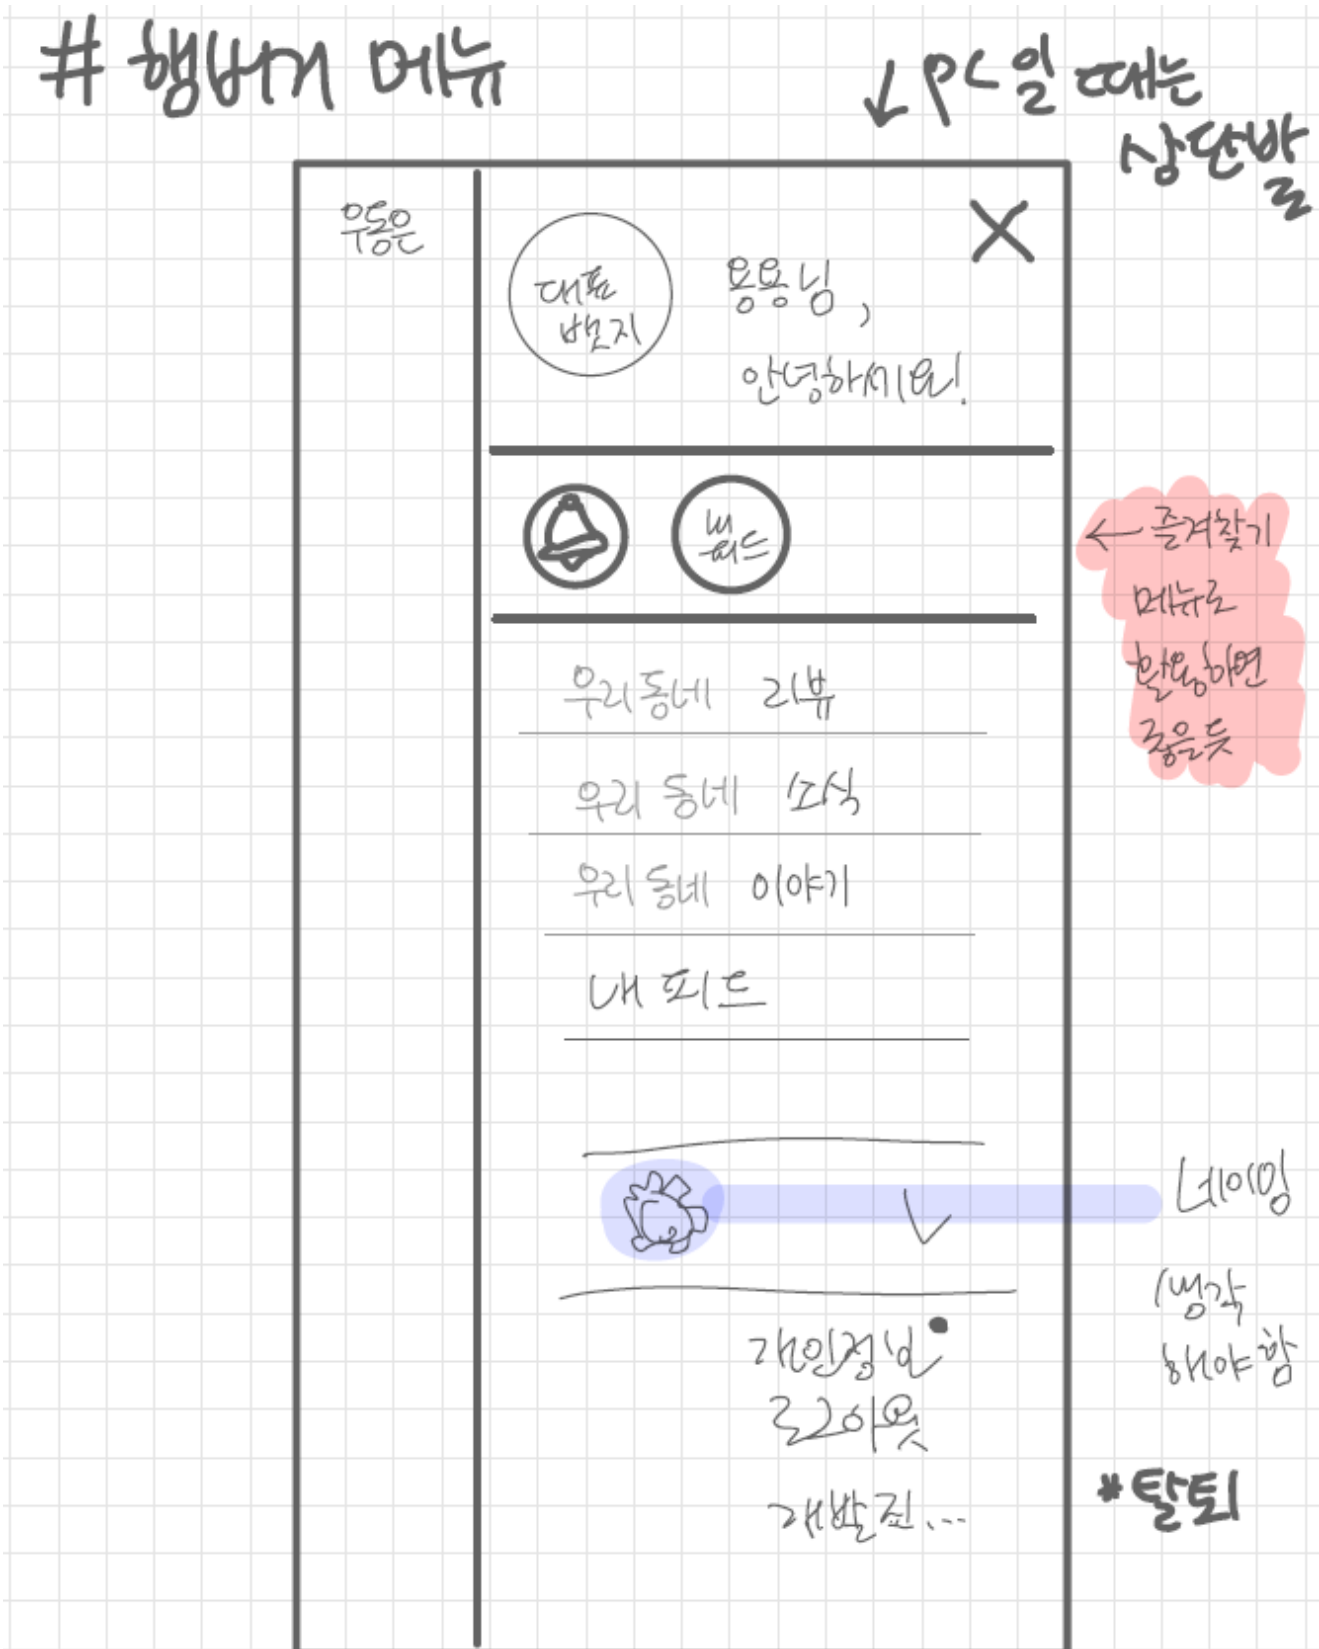 # 햄버거 메뉴
↓ PC일 때는
상단발
우동은
대표
뱃지
용용님,
안녕하세요!
X
내
피드
← 즐겨찾기
메뉴로
활용하면
좋을듯
우리동네 리뷰
우리동네 소식
우리동네 이야기
내 피드
네이밍
생각
해야함
개인정보
로그아웃
개발진...
*탈퇴